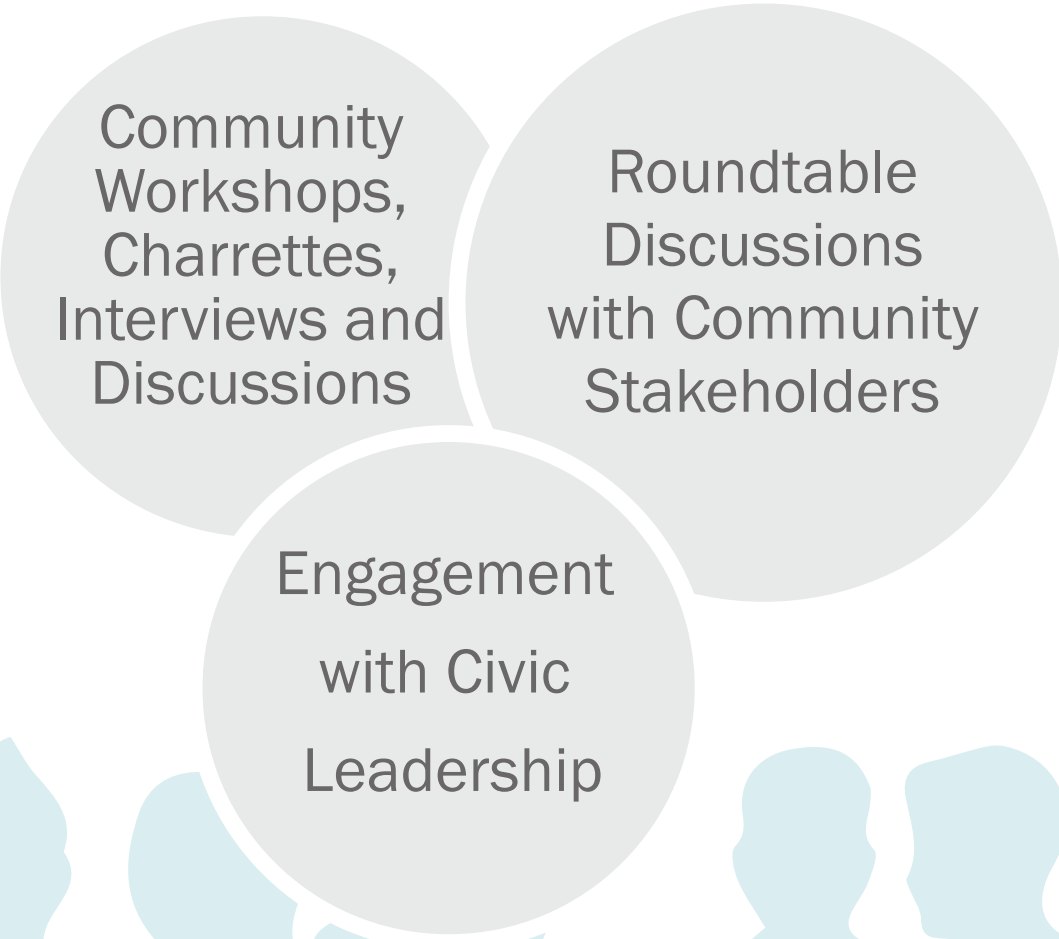 Community
Workshops,
Charrettes,
Interviews and
Discussions
Roundtable
Discussions
with Community
Stakeholders
Engagement
with Civic
Leadership